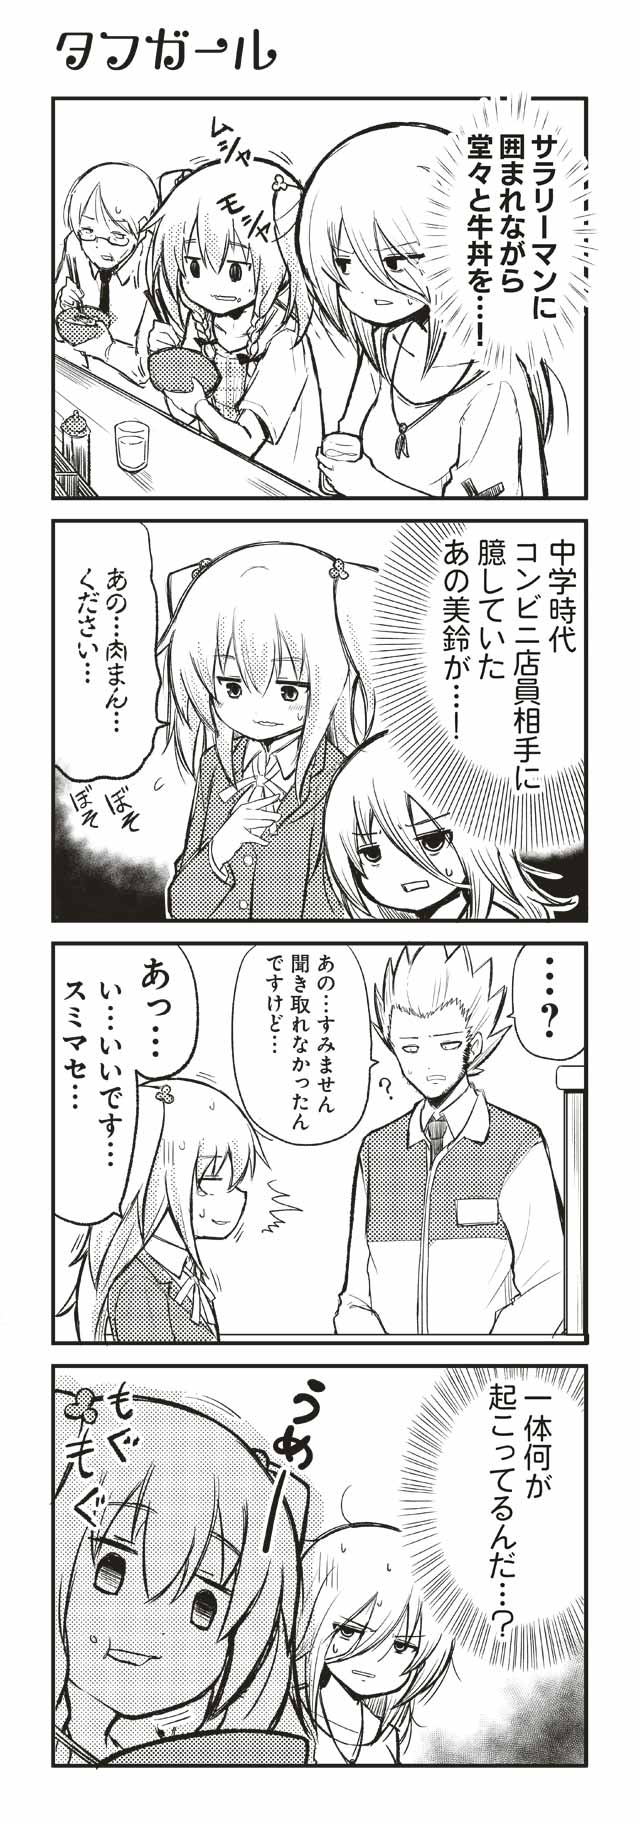 タフガール
サラリーマンに
囲まれながら
堂々と牛丼を…!
ムシャ
モシャ
中学時代
コンビニ店員相手に
臆していた
あの美鈴が…!
あの…肉まん…
ください…
ぼそ
ぼそ
…?
?
あの…すみません
聞き取れなかったん
ですけど…
あっ…
い…いいです…
スミマセ…
一体何が
起こってるんだ…?
うめー
もぐ
もぐ